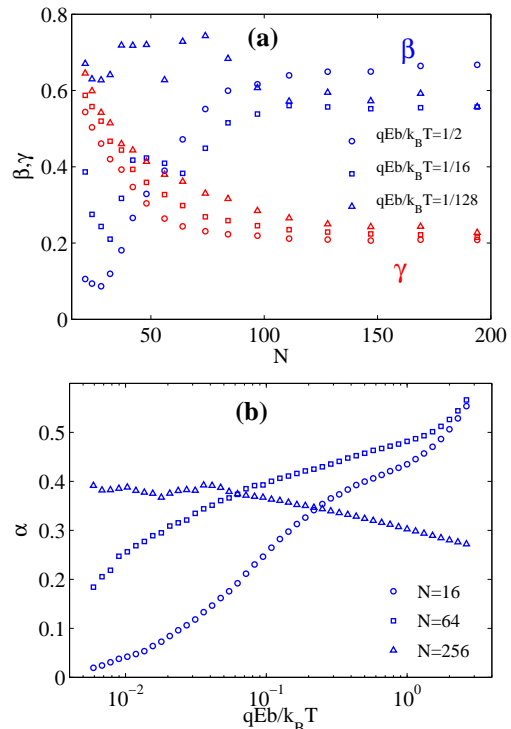 (a)
β
0.8
0.6
0.4
0.2
0
β,γ
qEb/k_BT=1/2
qEb/k_BT=1/16
qEb/k_BT=1/128
γ
50
100
150
200
N
(b)
0.5
0.4
0.3
0.2
0.1
0
α
N=16
N=64
N=256
10^-2
10^-1
10^0
qEb/k_BT